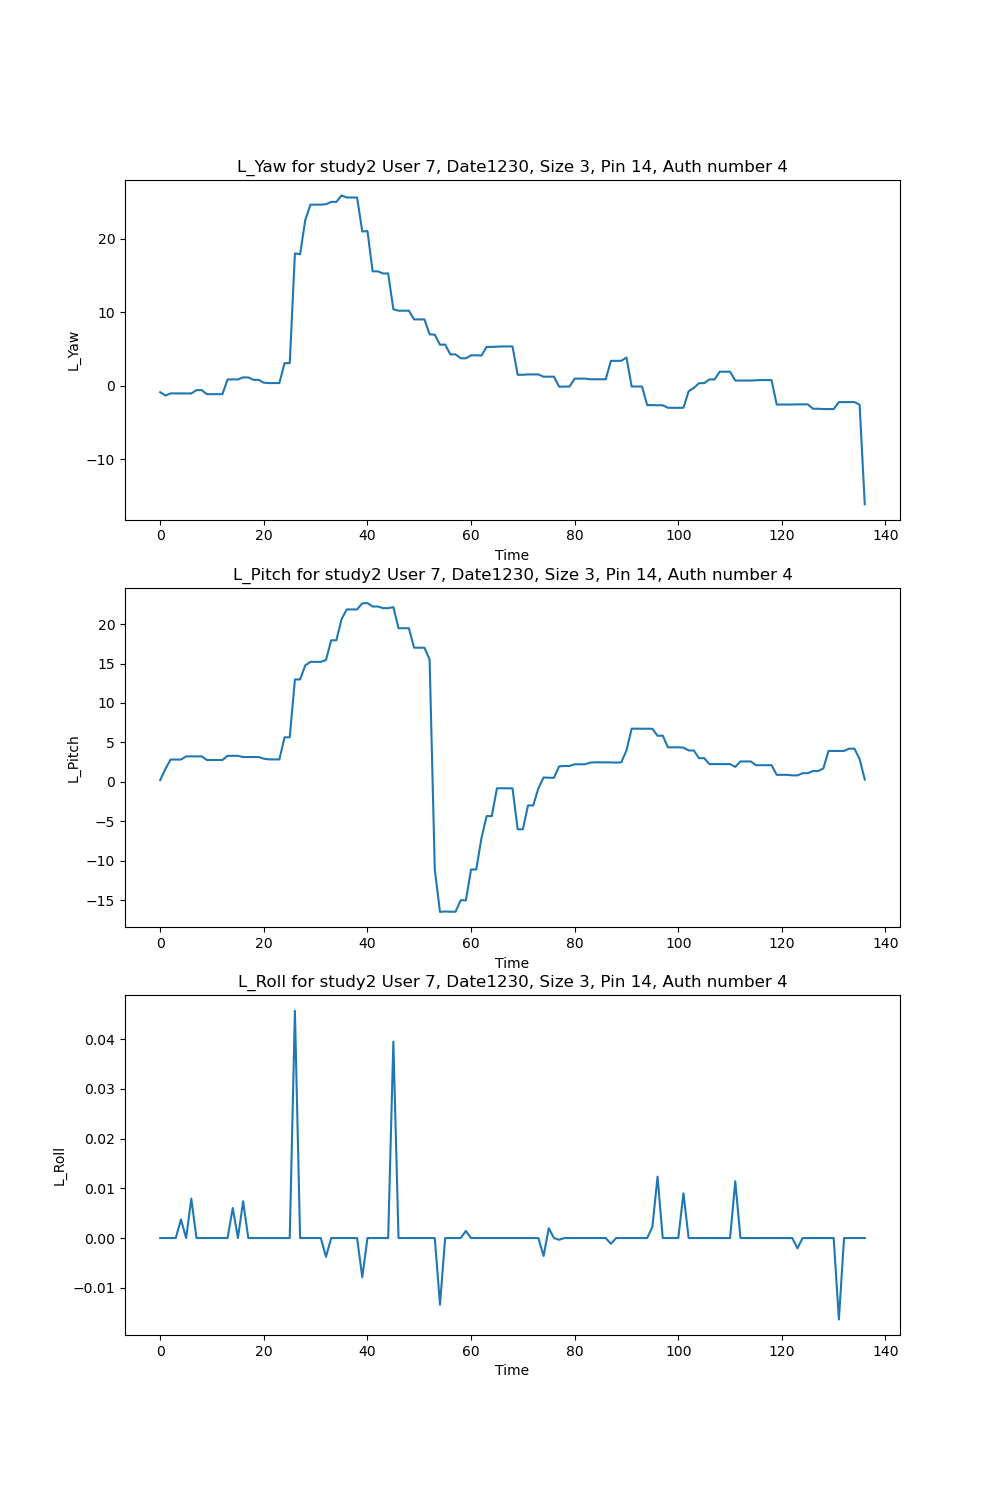 L_Yaw for study2 User 7, Date1230, Size 3, Pin 14, Auth number 4
20
10
0
−10
L_Yaw
0 20 40 60 80 100 120 140
Time
L_Pitch for study2 User 7, Date1230, Size 3, Pin 14, Auth number 4
20
15
10
5
0
−5
−10
−15
L_Pitch
0 20 40 60 80 100 120 140
Time
L_Roll for study2 User 7, Date1230, Size 3, Pin 14, Auth number 4
0.04
0.03
0.02
0.01
0.00
−0.01
L_Roll
0 20 40 60 80 100 120 140
Time